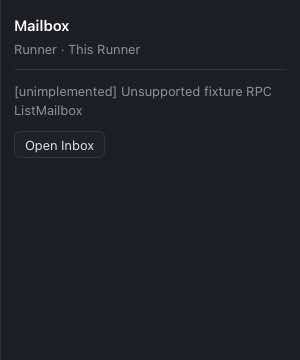 Mailbox
Runner · This Runner
[unimplemented] Unsupported fixture RPC
ListMailbox
Open Inbox